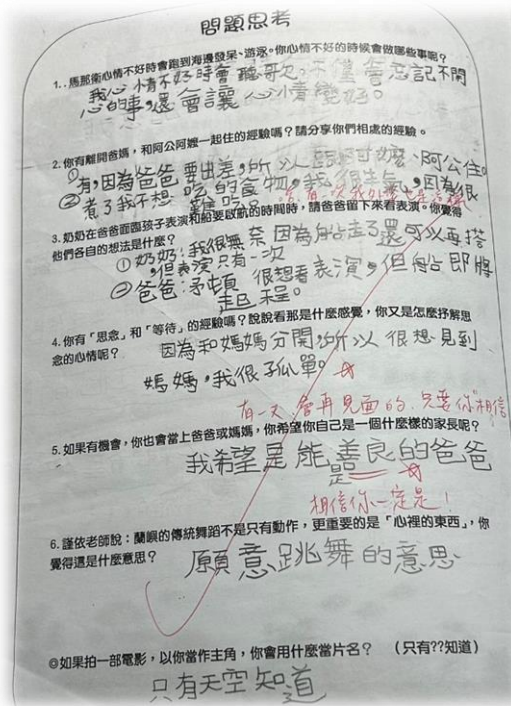 問題思考
1. 馬那衛心情不好時會跑到海邊發呆、游泳。你心情不好的時候會做哪些事呢?
我心情不好時會聽歌,不僅會忘記不開
心的事,還會讓心情變好。
2. 你有離開爸媽,和阿公阿嬤一起住的經驗嗎?請分享你們相處的經驗。
①有,因為爸爸要出差,所以跟阿嬤、阿公住。
②煮了我不想吃的食物,我很生氣,因為很
難吃。
3. 奶奶在爸爸面臨孩子表演和船要啟航的時間時,請爸爸留下來看表演。你覺得
他們各自的想法是什麼?
①奶奶:我很無奈因為船走了還可以再搭
,但表演只有一次
②爸爸:矛頓 很想看表演,但船即將
起程。
4. 你有「思念」和「等待」的經驗嗎?說說看那是什麼感覺,你又是怎麼抒解思
念的心情呢?
因為和媽媽分開,所以很想見到
媽媽,我很孤單。
有一天會再見面的,只要你相信
5. 如果有機會,你也會當上爸爸或媽媽,你希望你自己是一個什麼樣的家長呢?
我希望是能善良的爸爸
是
相信你一定是!
6. 謹依老師說:蘭嶼的傳統舞蹈不是只有動作,更重要的是「心裡的東西」,你
覺得這是什麼意思?
願意跳舞的意思
◎如果拍一部電影,以你當作主角,你會用什麼當片名? (只有??知道)
只有天空知道